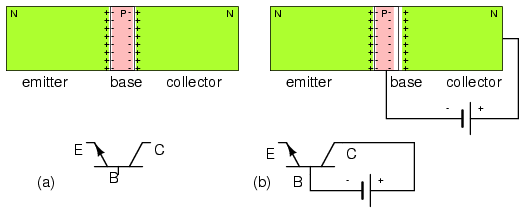 N P N N P N
emitter base collector emitter base collector
- +
E C E C
B B - +
(a) (b)